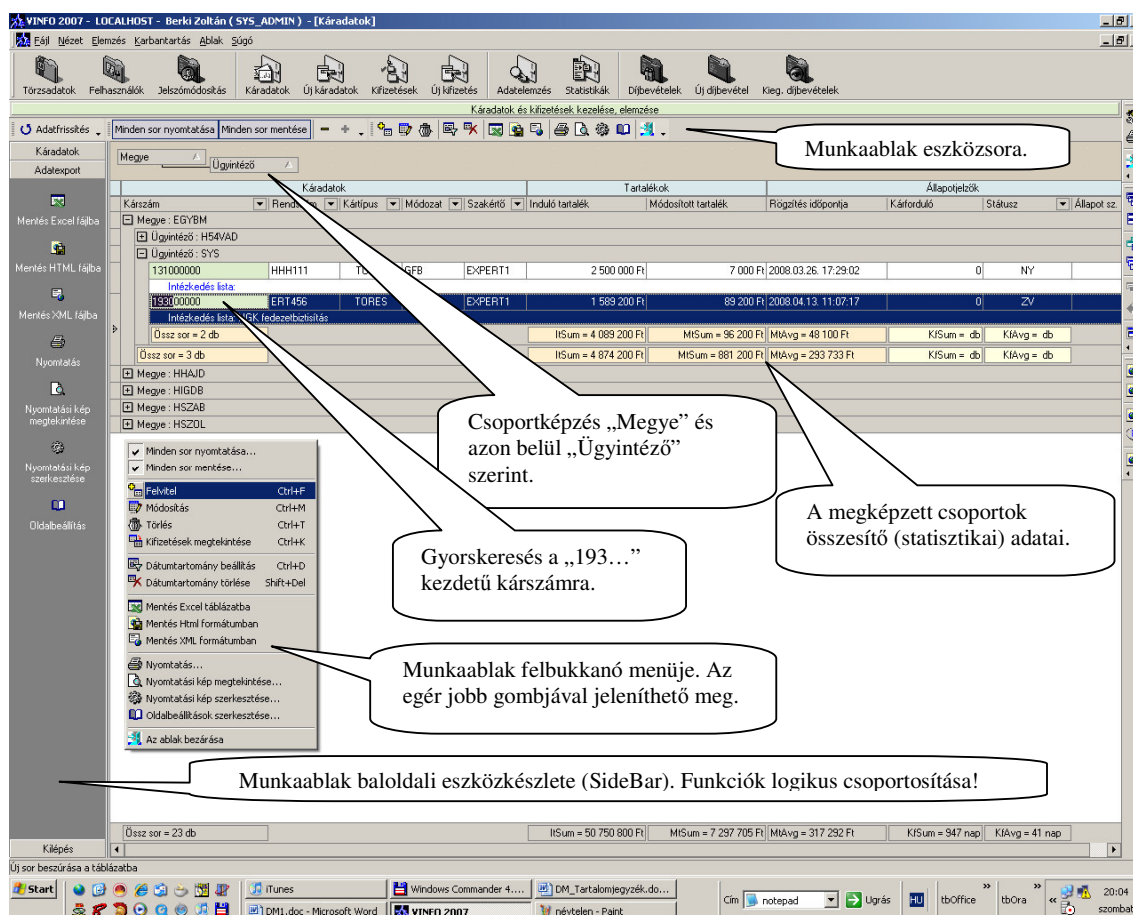 VINFO 2007 - LOCALHOST - Berki Zoltán ( SYS_ADMIN ) - [Káradatok]
Fájl Nézet Elemzés Karbantartás Ablak Súgó
Törzsadatok Felhasználók Jelszómódosítás Káradatok Új káradatok Kifizetések Új kifizetés Adatelemzés Statisztikák Díjbevételek Új díjbevétel Kieg. díjbevételek
Káradatok és kifizetések kezelése, elemzése
Adatfrissítés Minden sor nyomtatása Minden sor mentése
Munkaablak eszközsora.
Káradatok
Adatexport
Mentés Excel fájlba
Mentés HTML fájlba
Mentés XML fájlba
Nyomtatás
Nyomtatási kép megtekintése
Nyomtatási kép szerkesztése
Oldalbeállítás
Kilépés
Megye
Ügyintéző
Káradatok Tartalékok Állapotjelzők
Kárszám Kártípus Módozat Szakértő Induló tartalék Módosított tartalék Rögzítés időpontja Kárforduló Státusz Állapot sz.
Megye : EGYBM
Ügyintéző : H54VAD
Ügyintéző : SYS
131000000 HHH111 GFB EXPERT1 2 500 000 Ft 7 000 Ft 2008.03.26. 17:29:02 0 NY
Intézkedés lista:
193000000 ERT456 TORES EXPERT1 1 589 200 Ft 89 200 Ft 2008.04.13. 11:07:17 0 ZV
Intézkedés lista: NGK fedezetbiztisítás
Össz sor = 2 db ItSum = 4 089 200 Ft MtSum = 96 200 Ft MtAvg = 48 100 Ft KfSum = db KfAvg = db
Össz sor = 3 db ItSum = 4 874 200 Ft MtSum = 881 200 Ft MtAvg = 293 733 Ft KfSum = db KfAvg = db
Megye : HHAJD
Megye : HIGDB
Megye : HSZAB
Megye : HSZOL
Csoportképzés „Megye” és
azon belül „Ügyintéző”
szerint.
A megképzett csoportok
összesítő (statisztikai) adatai.
Gyorskeresés a „193…”
kezdetű kárszámra.
Minden sor nyomtatása...
Minden sor mentése...
Felvitel Ctrl+F
Módosítás Ctrl+M
Törlés Ctrl+T
Kifizetések megtekintése Ctrl+K
Dátumtartomány beállítás Ctrl+D
Dátumtartomány törlése Shift+Del
Mentés Excel táblázatba
Mentés Html formátumban
Mentés XML formátumban
Nyomtatás...
Nyomtatási kép megtekintése...
Nyomtatási kép szerkesztése...
Oldalbeállítások szerkesztése...
Az ablak bezárása
Munkaablak felbukkanó menüje. Az
egér jobb gombjával jeleníthető meg.
Munkaablak baloldali eszközkészlete (SideBar). Funkciók logikus csoportosítása!
Össz sor = 23 db ItSum = 50 750 800 Ft MtSum = 7 297 705 Ft MtAvg = 317 292 Ft KfSum = 947 nap KfAvg = 41 nap
Új sor beszúrása a táblázatba
Start iTunes Windows Commander 4.... DM_Tartalomjegyzék.do...
DM1.doc - Microsoft Word VINFO 2007 névtelen - Paint
Cím notepad Ugrás HU tbOffice tbOra 20:04
szombat